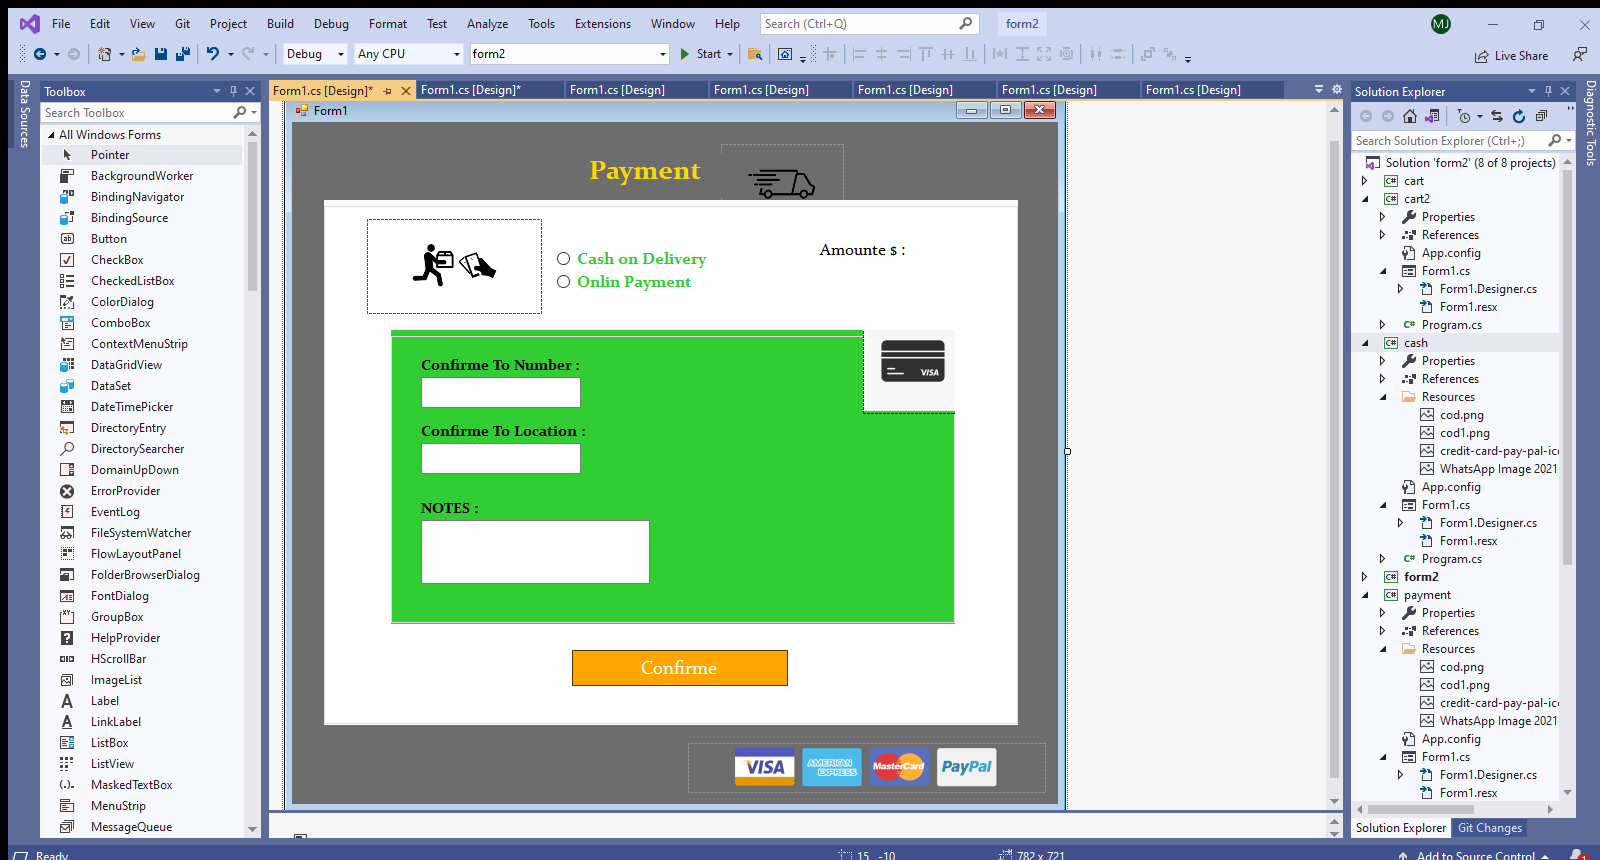 File Edit View Git Project Build Debug Format Test Analyze Tools Extensions Window Help Search (Ctrl+Q) form2 MJ
Debug Any CPU form2 Start Live Share
Data Sources
Toolbox
Search Toolbox
All Windows Forms
Pointer
BackgroundWorker
BindingNavigator
BindingSource
Button
CheckBox
CheckedListBox
ColorDialog
ComboBox
ContextMenuStrip
DataGridView
DataSet
DateTimePicker
DirectoryEntry
DirectorySearcher
DomainUpDown
ErrorProvider
EventLog
FileSystemWatcher
FlowLayoutPanel
FolderBrowserDialog
FontDialog
GroupBox
HelpProvider
HScrollBar
ImageList
Label
LinkLabel
ListBox
ListView
MaskedTextBox
MenuStrip
MessageQueue
Form1.cs [Design]* Form1.cs [Design]* Form1.cs [Design] Form1.cs [Design] Form1.cs [Design] Form1.cs [Design] Form1.cs [Design]
Form1
Payment
Cash on Delivery
Onlin Payment
Amounte $ :
VISA
Confirme To Number :
Confirme To Location :
NOTES :
Confirme
VISA AMERICAN EXPRESS MasterCard PayPal
Solution Explorer
Search Solution Explorer (Ctrl+;)
Solution 'form2' (8 of 8 projects)
cart
cart2
Properties
References
App.config
Form1.cs
Form1.Designer.cs
Form1.resx
Program.cs
cash
Properties
References
Resources
cod.png
cod1.png
credit-card-pay-pal-ic
WhatsApp Image 2021
App.config
Form1.cs
Form1.Designer.cs
Form1.resx
Program.cs
form2
payment
Properties
References
Resources
cod.png
cod1.png
credit-card-pay-pal-ic
WhatsApp Image 2021
App.config
Form1.cs
Form1.Designer.cs
Form1.resx
Solution Explorer Git Changes
Diagnostic Tools
Ready 15 , -10 782 x 721 Add to Source Control 1